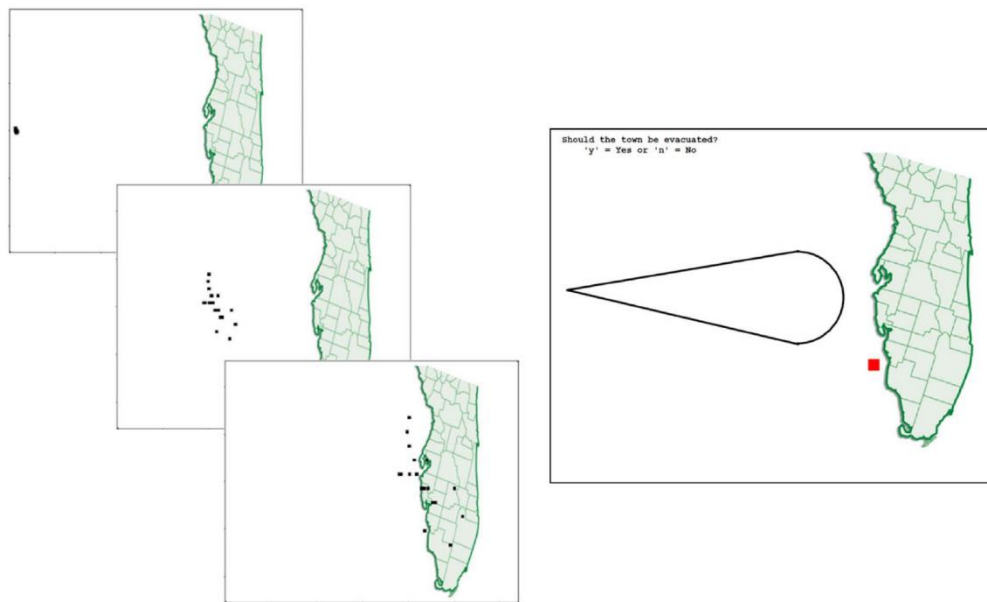 Should the town be evacuated?
'y' = Yes or 'n' = No